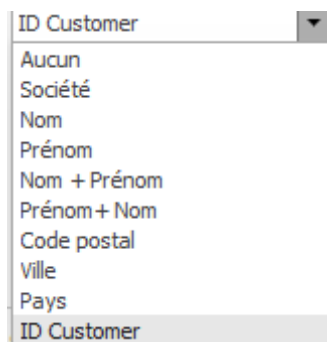 ID Customer
Aucun
Société
Nom
Prénom
Nom + Prénom
Prénom+ Nom
Code postal
Ville
Pays
ID Customer